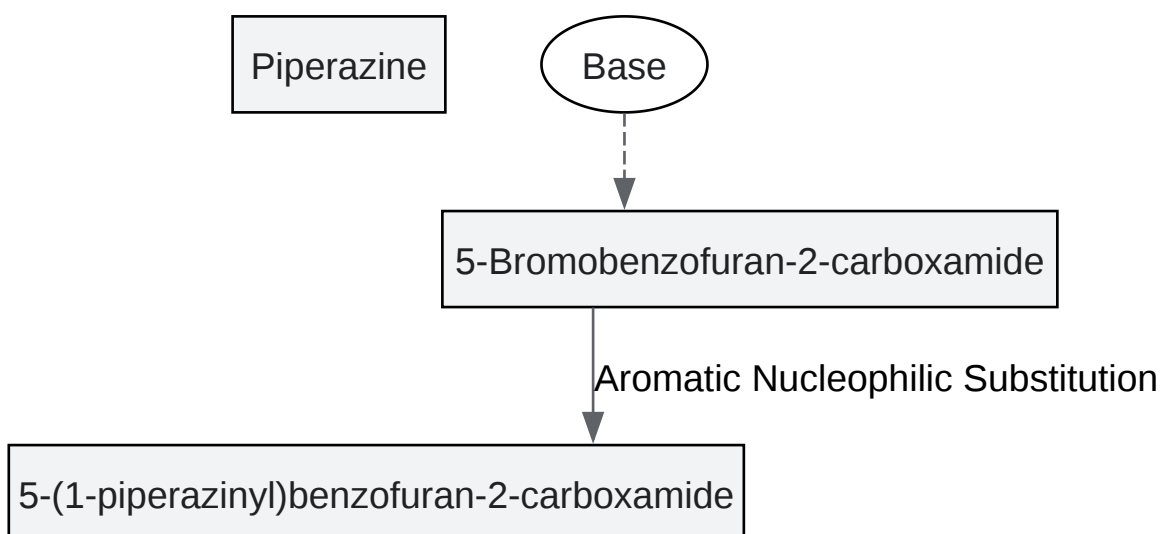 Piperazine
Base
5-Bromobenzofuran-2-carboxamide
Aromatic Nucleophilic Substitution
5-(1-piperazinyl)benzofuran-2-carboxamide